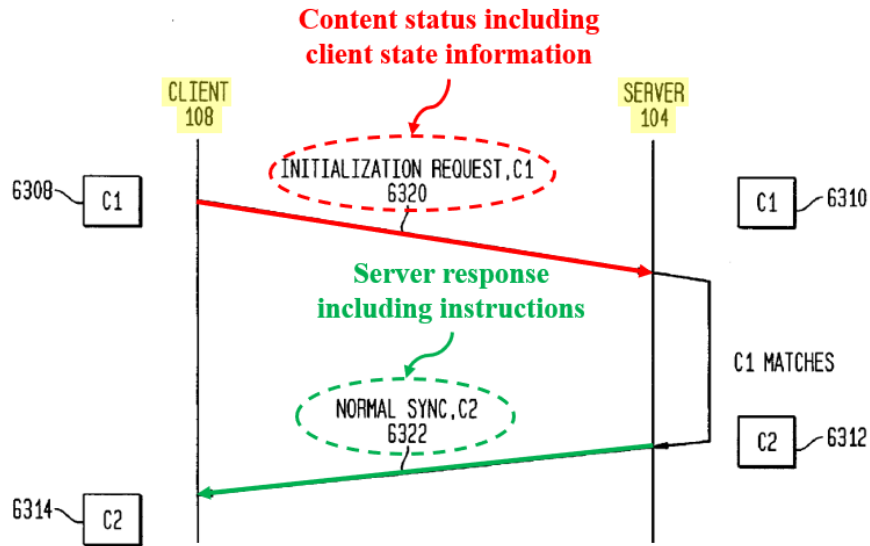 Content status including
client state information
CLIENT
108
SERVER
104
INITIALIZATION REQUEST,C1
6320
6308
C1
C1
6310
Server response
including instructions
C1 MATCHES
NORMAL SYNC,C2
6322
C2
6312
6314
C2